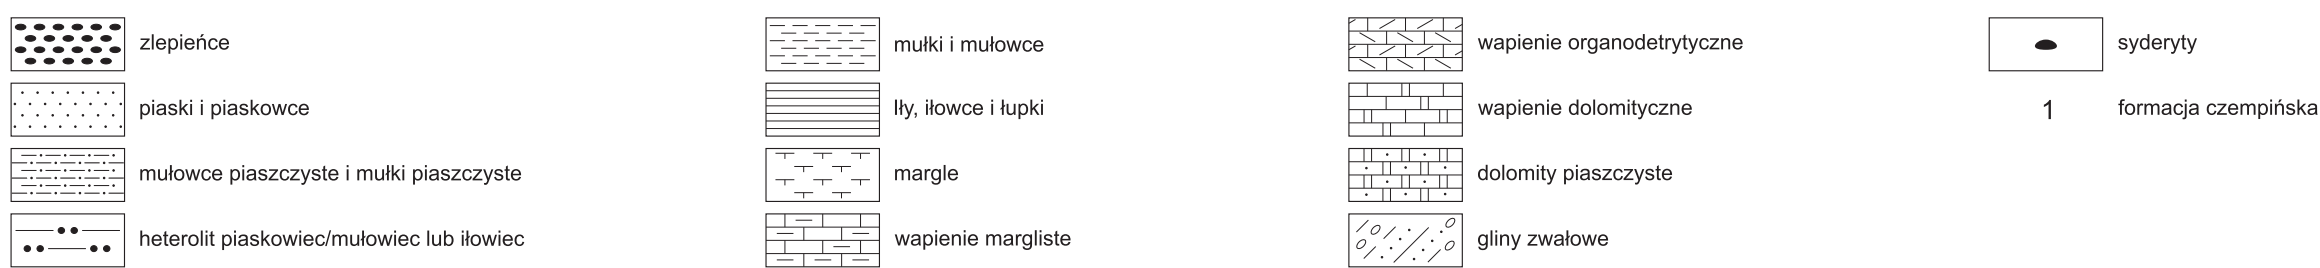 zlepieńce
piaski i piaskowce
mułowce piaszczyste i mułki piaszczyste
heterolit piaskowiec/mułowiec lub iłowiec
mułki i mułowce
Iły, iłowce i łupki
margle
wapienie margliste
wapienie organodetrytyczne
wapienie dolomityczne
dolomity piaszczyste
gliny zwałowe
syderyty
1 formacja czempińska